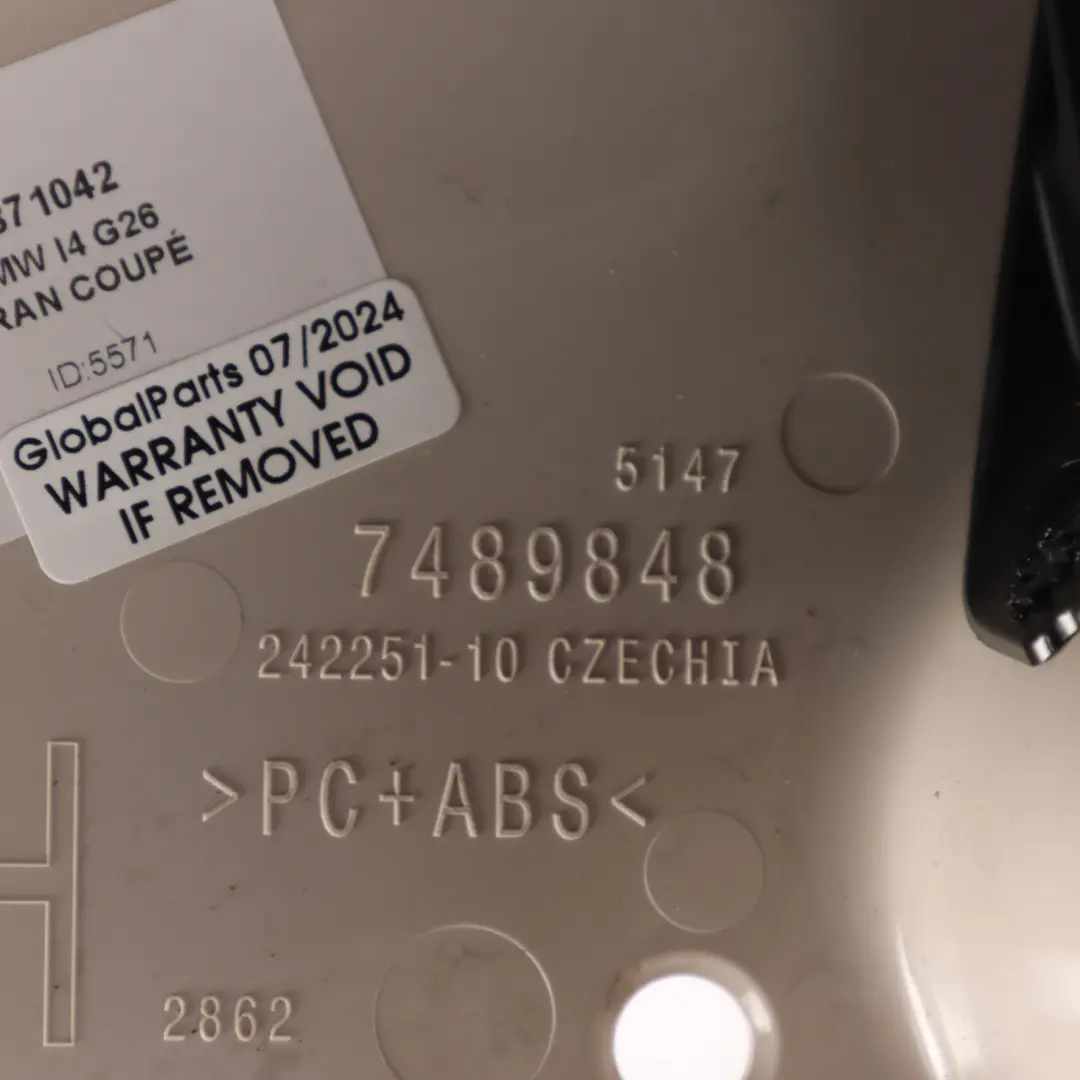 371042
MW I4 G26
RAN COUPÉ
ID:5571
GlobalParts 07/2024
WARRANTY VOID
IF REMOVED
5147
7489848
242251-10 CZECHIA
>PC+ABS<
2862